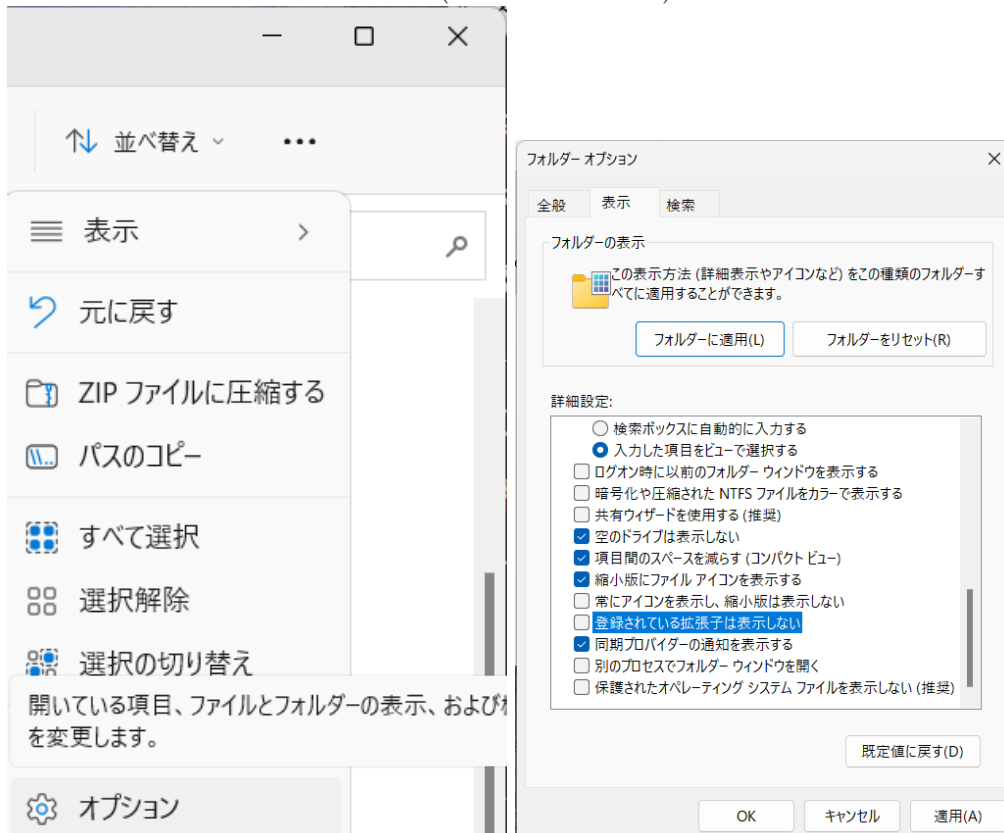 並べ替え
表示
元に戻す
ZIP ファイルに圧縮する
パスのコピー
すべて選択
選択解除
選択の切り替え
開いている項目、ファイルとフォルダーの表示、および
を変更します。
オプション
フォルダー オプション
全般
表示
検索
フォルダーの表示
この表示方法 (詳細表示やアイコンなど) をこの種類のフォルダーす
べてに適用することができます。
フォルダーに適用(L)
フォルダーをリセット(R)
詳細設定:
検索ボックスに自動的に入力する
入力した項目をビューで選択する
ログオン時に以前のフォルダー ウィンドウを表示する
暗号化や圧縮された NTFS ファイルをカラーで表示する
共有ウィザードを使用する (推奨)
空のドライブは表示しない
項目間のスペースを減らす (コンパクト ビュー)
縮小版にファイル アイコンを表示する
常にアイコンを表示し、縮小版は表示しない
登録されている拡張子は表示しない
同期プロバイダーの通知を表示する
別のプロセスでフォルダー ウィンドウを開く
保護されたオペレーティング システム ファイルを表示しない (推奨)
既定値に戻す(D)
OK
キャンセル
適用(A)